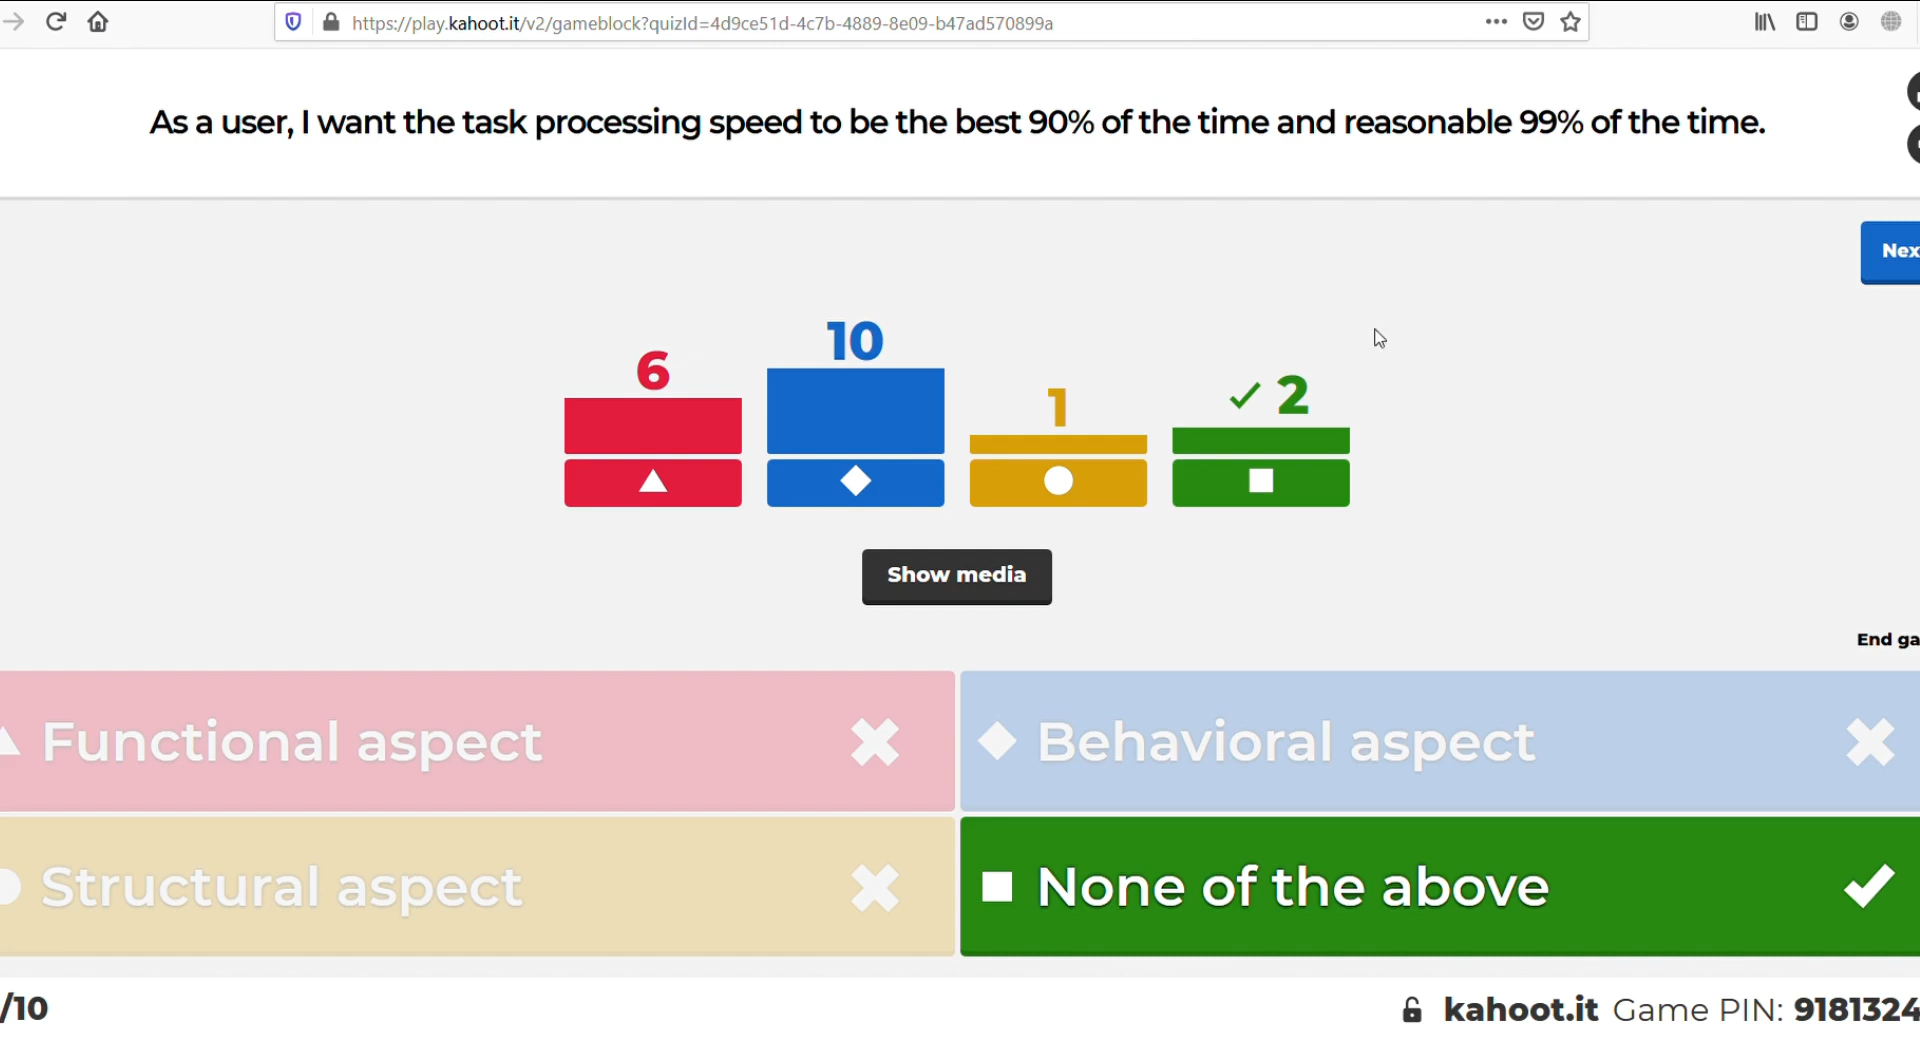 https://play.kahoot.it/v2/gameblock?quizId=4d9ce51d-4c7b-4889-8e09-b47ad570899a
As a user, I want the task processing speed to be the best 90% of the time and reasonable 99% of the time.
Nex
6
10
1
2
Show media
End ga
Functional aspect
Behavioral aspect
Structural aspect
None of the above
/10
kahoot.it Game PIN: 9181324